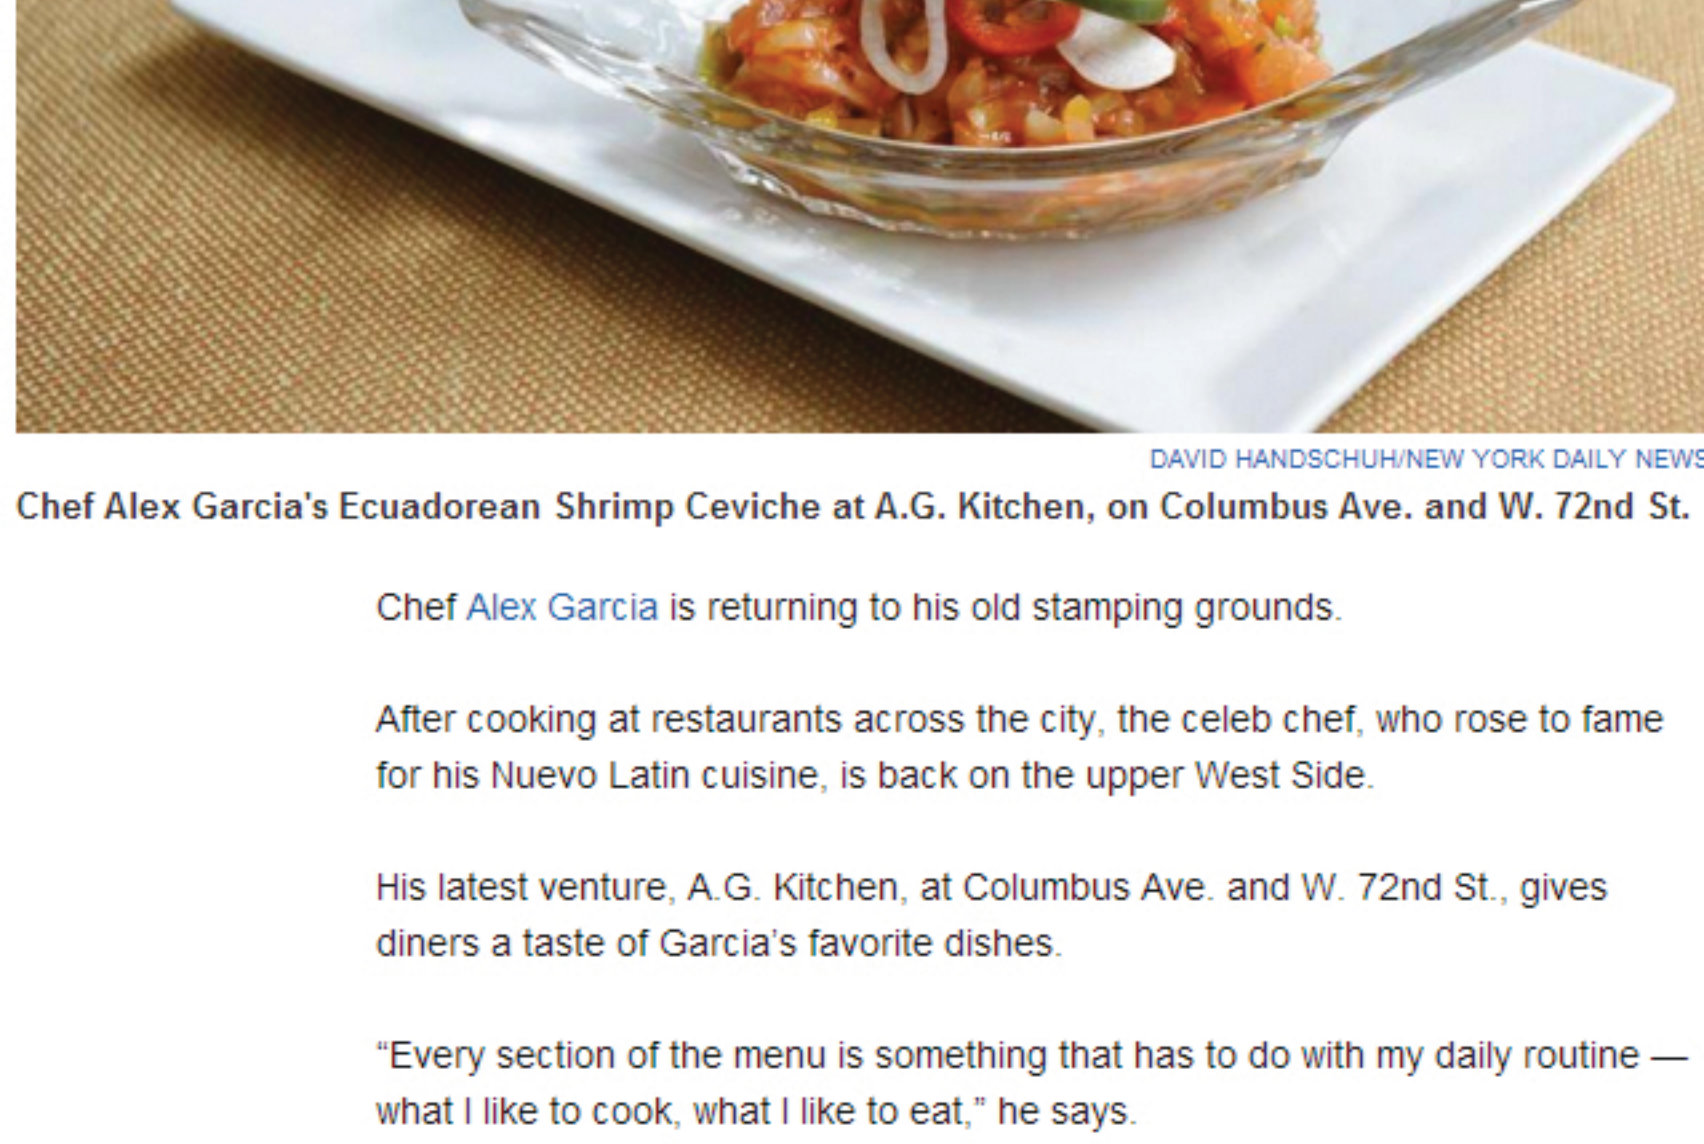 DAVID HANDSCHUH/NEW YORK DAILY NEWS
Chef Alex Garcia's Ecuadorean Shrimp Ceviche at A.G. Kitchen, on Columbus Ave. and W. 72nd St.
Chef Alex Garcia is returning to his old stamping grounds.
After cooking at restaurants across the city, the celeb chef, who rose to fame
for his Nuevo Latin cuisine, is back on the upper West Side.
His latest venture, A.G. Kitchen, at Columbus Ave. and W. 72nd St., gives
diners a taste of Garcia’s favorite dishes.
“Every section of the menu is something that has to do with my daily routine —
what I like to cook, what I like to eat,” he says.